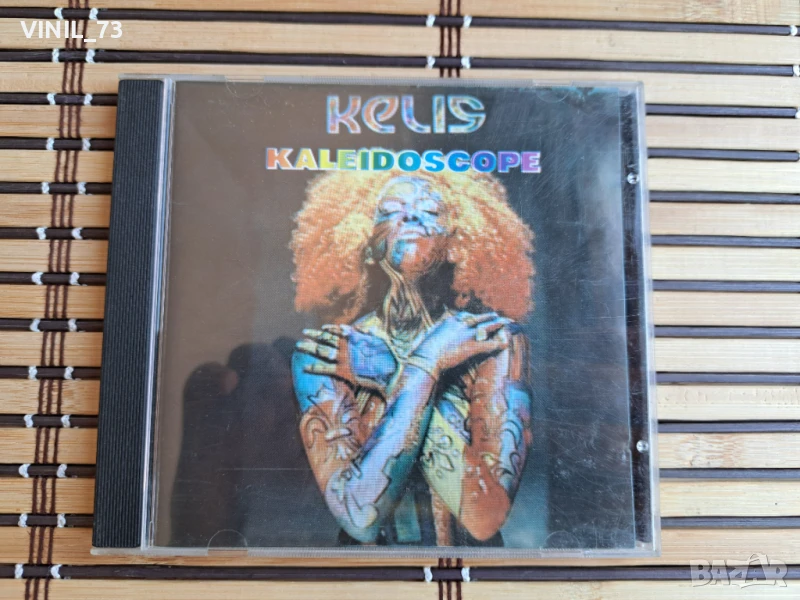 VINIL_73
KELIS
KALEIDOSCOPE
BAZAR